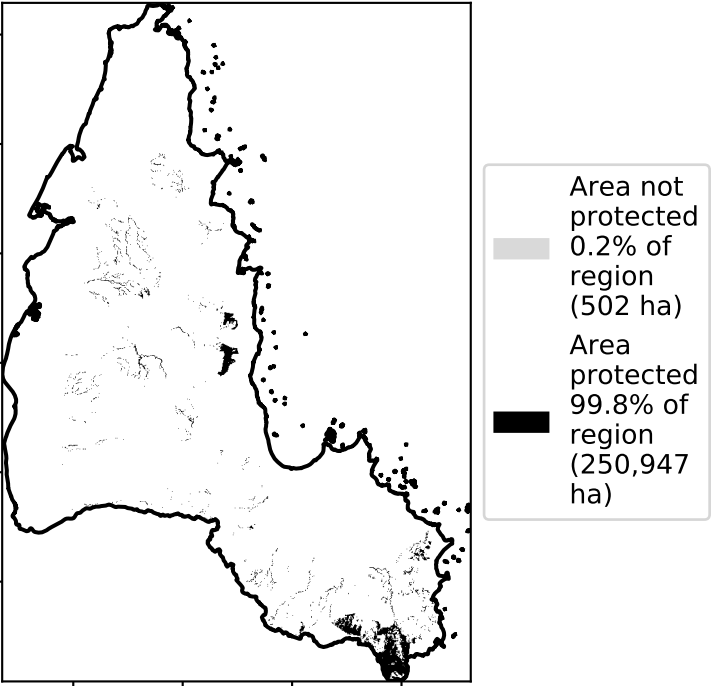 Area not
protected
0.2% of
region
(502 ha)
Area
protected
99.8% of
region
(250,947
ha)